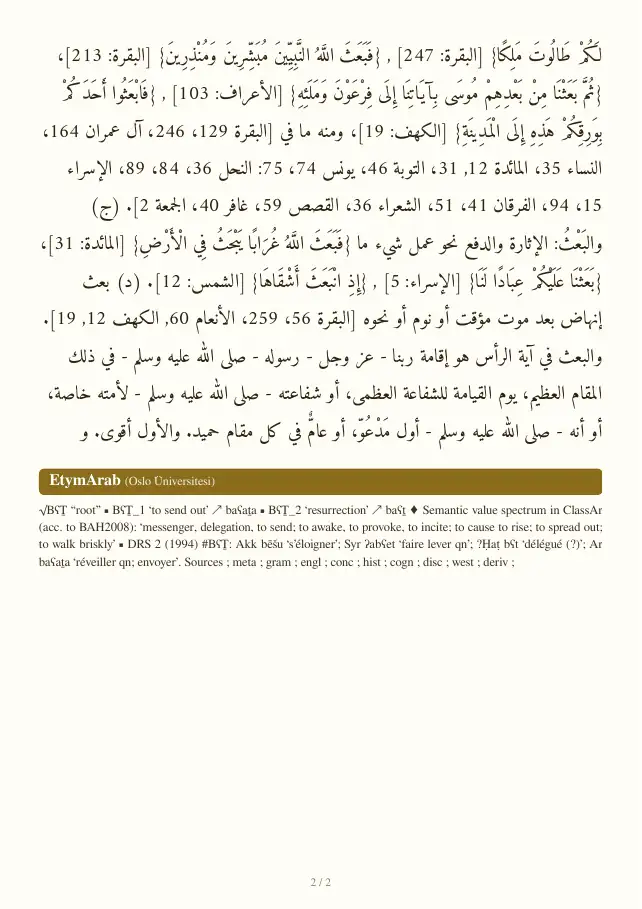 لَكُمْ طَالُوتَ مَلِكًا} [البقرة: 247] , {فَبَعَثَ اللَّهُ النَّبِيِّينَ مُبَشِّرِينَ وَمُنْذِرِينَ} [البقرة: 213]،
{ثُمَّ بَعَثْنَا مِنْ بَعْدِهِمْ مُوسَى بِآيَاتِنَا إِلَى فِرْعَوْنَ وَمَلَئِهِ} [الأعراف: 103] , {فَابْعَثُوا أَحَدَكُمْ
بِوَرِقِكُمْ هَذِهِ إِلَى الْمَدِينَةِ} [الكهف: 19]، ومنه ما في [البقرة 129، 246، آل عمران 164،
النساء 35، المائدة 12, 31، التوبة 46، يونس 74، 75: النحل 36، 84، 89، الإسراء
15، 94، الفرقان 41، 51، الشعراء 36، القصص 59، غافر 40، الجمعة 2]. (ج)
والبَعْثُ: الإثارة والدفع نحو عمل شيء ما {فَبَعَثَ اللَّهُ غُرَابًا يَبْحَثُ فِي الْأَرْضِ} [المائدة: 31]،
{بَعَثْنَا عَلَيْكُمْ عِبَادًا لَنَا} [الإسراء: 5] , {إِذِ انْبَعَثَ أَشْقَاهَا} [الشمس: 12]. (د) بعث
إنهاض بعد موت مؤقت أو نوم أو نحوه [البقرة 56، 259، الأنعام 60, الكهف 12, 19].
والبعث في آية الرأس هو إقامة ربنا - عز وجل - رسوله - صلى الله عليه وسلم - في ذلك
المقام العظيم، يوم القيامة للشفاعة العظمى، أو شفاعته - صلى الله عليه وسلم - لأمته خاصة،
أو أنه - صلى الله عليه وسلم - أول مَدْعُوّ، أو عامٌّ في كل مقام حميد. والأول أقوى. و
EtymArab (Oslo Üniversitesi)
√BʕṮ “root” ▪ BʕṮ_1 ‘to send out’ ↗ baʕaṯa ▪ BʕṮ_2 ‘resurrection’ ↗ baʕṯ ♦ Semantic value spectrum in ClassAr
(acc. to BAH2008): ‘messenger, delegation, to send; to awake, to provoke, to incite; to cause to rise; to spread out;
to walk briskly’ ▪ DRS 2 (1994) #BʕṮ: Akk bêšu ‘s’éloigner’; Syr ʔabʕet ‘faire lever qn’; ?Ḥaṭ bʕt ‘délégué (?)’; Ar
baʕaṯa ‘réveiller qn; envoyer’. Sources ; meta ; gram ; engl ; conc ; hist ; cogn ; disc ; west ; deriv ;
2 / 2